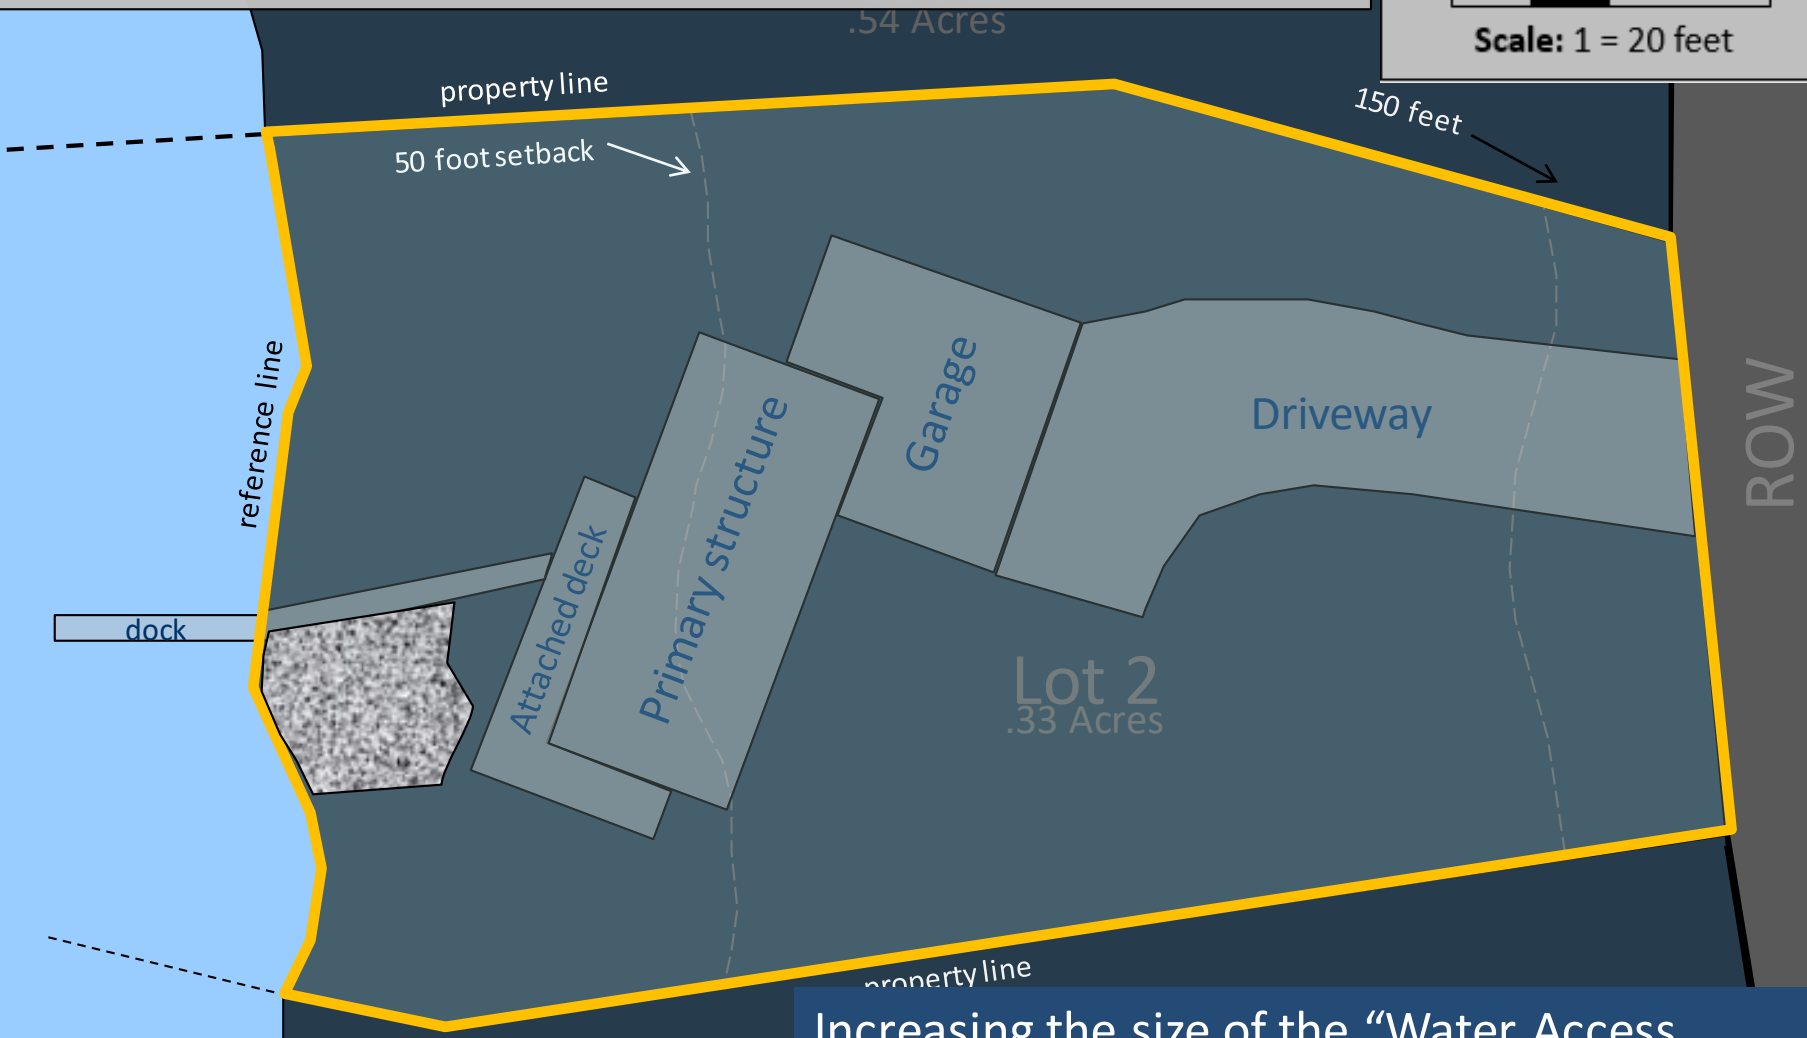 .54 Acres
Scale: 1 = 20 feet
property line
150 feet
50 foot setback
reference line
Garage
Driveway
ROW
Primary structure
Attached deck
dock
Lot 2
.33 Acres
property line
Increasing the size of the “Water Access